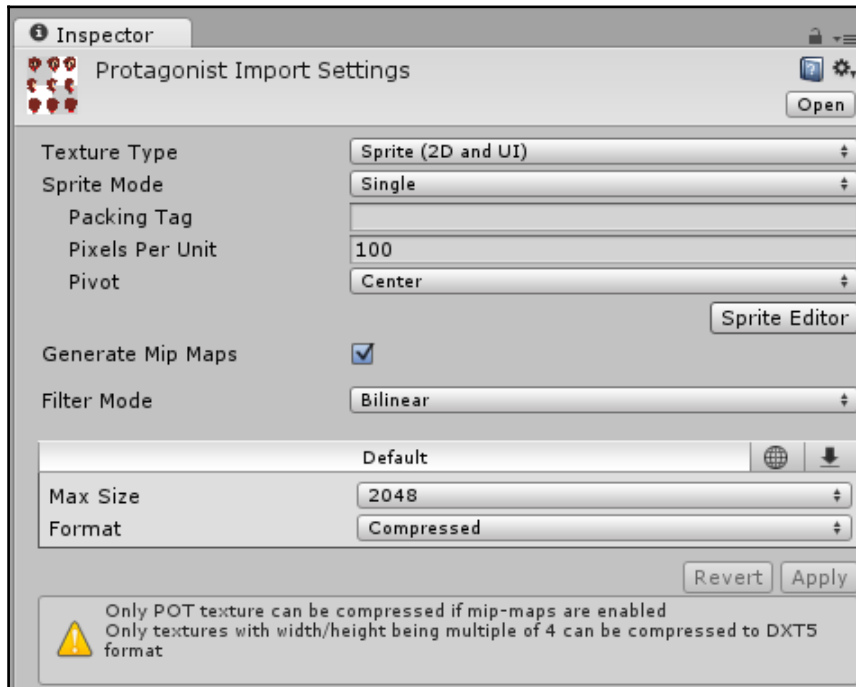 Inspector
Protagonist Import Settings
Open
Texture Type Sprite (2D and UI)
Sprite Mode Single
Packing Tag
Pixels Per Unit 100
Pivot Center
Sprite Editor
Generate Mip Maps
Filter Mode Bilinear
Default
Max Size 2048
Format Compressed
Revert Apply
Only POT texture can be compressed if mip-maps are enabled
Only textures with width/height being multiple of 4 can be compressed to DXT5
format